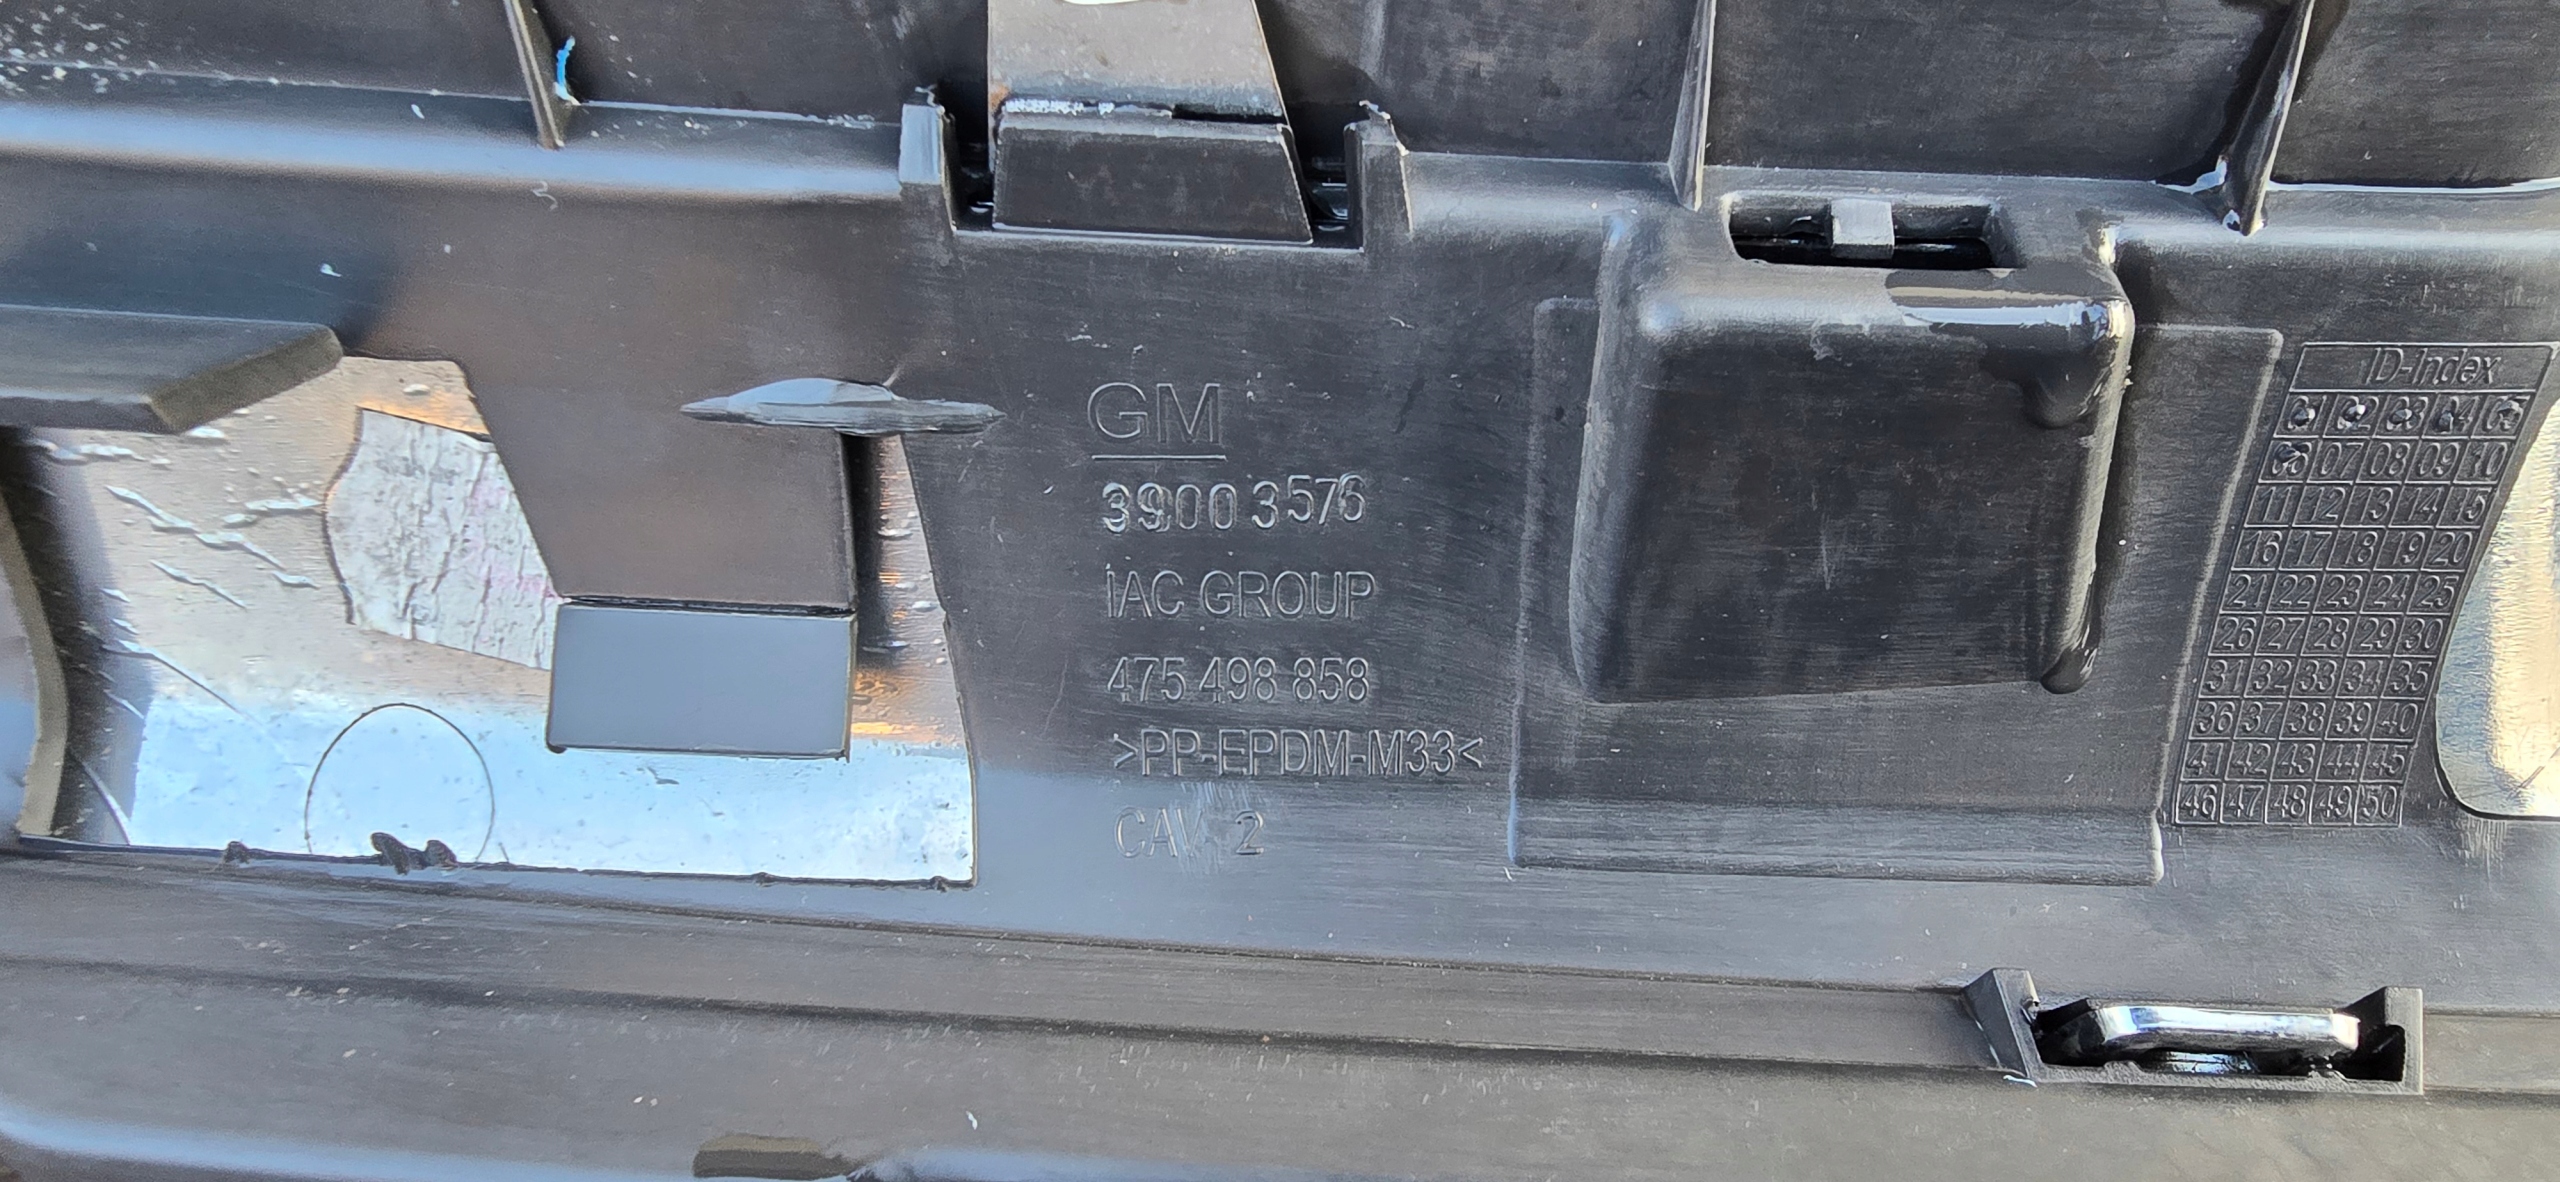 GM
39003576
IAC GROUP
475 498 858
>PP-EPDM-M33<
CAV 2
ID-Index
01 02 03 04 05
06 07 08 09 10
11 12 13 14 15
16 17 18 19 20
21 22 23 24 25
26 27 28 29 30
31 32 33 34 35
36 37 38 39 40
41 42 43 44 45
46 47 48 49 50